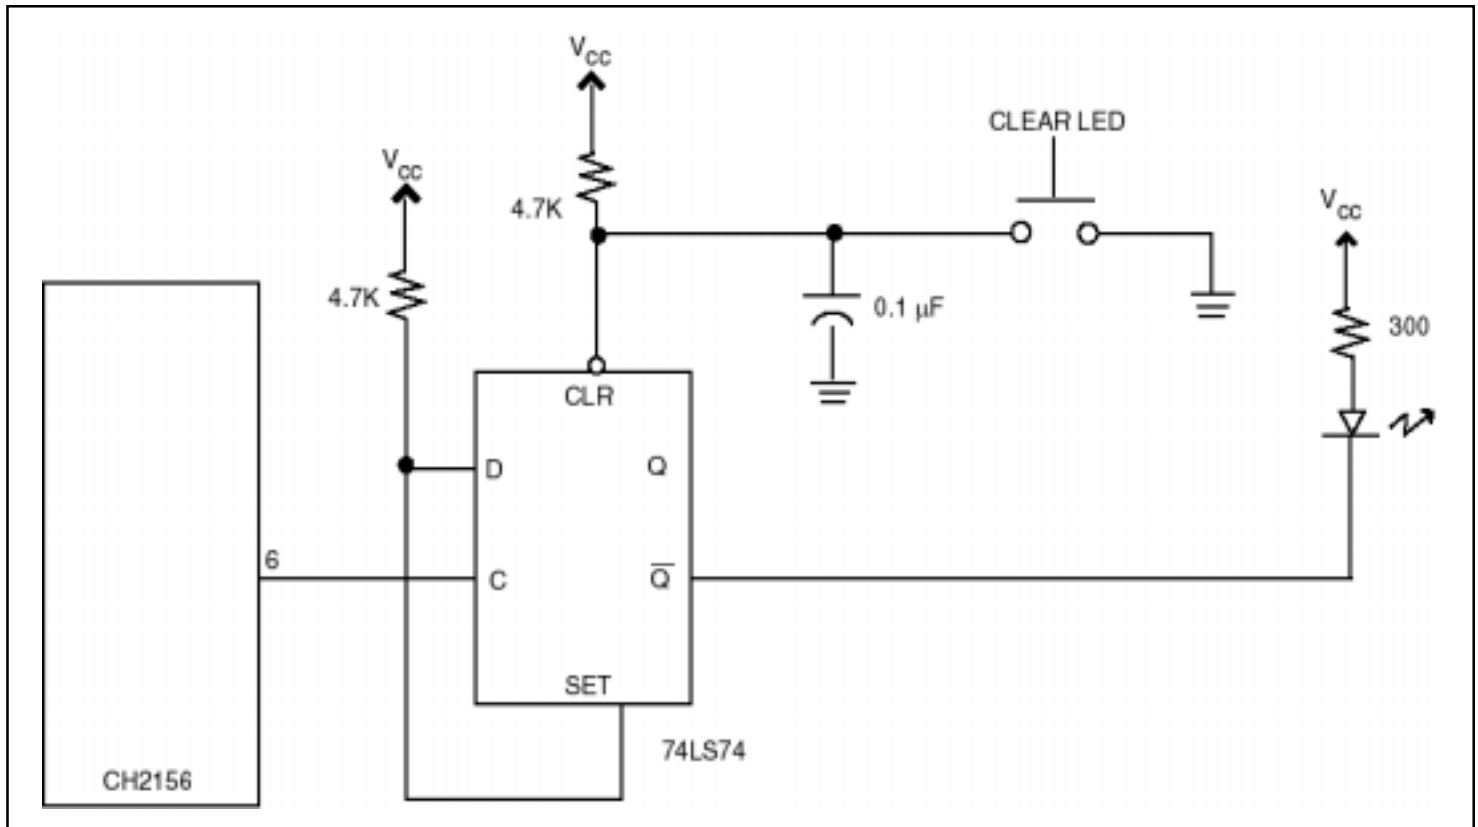 VCC
CLEAR LED
VCC
4.7K
VCC
4.7K
0.1 µF
300
CLR
D
Q
6
C
Q̅
SET
74LS74
CH2156